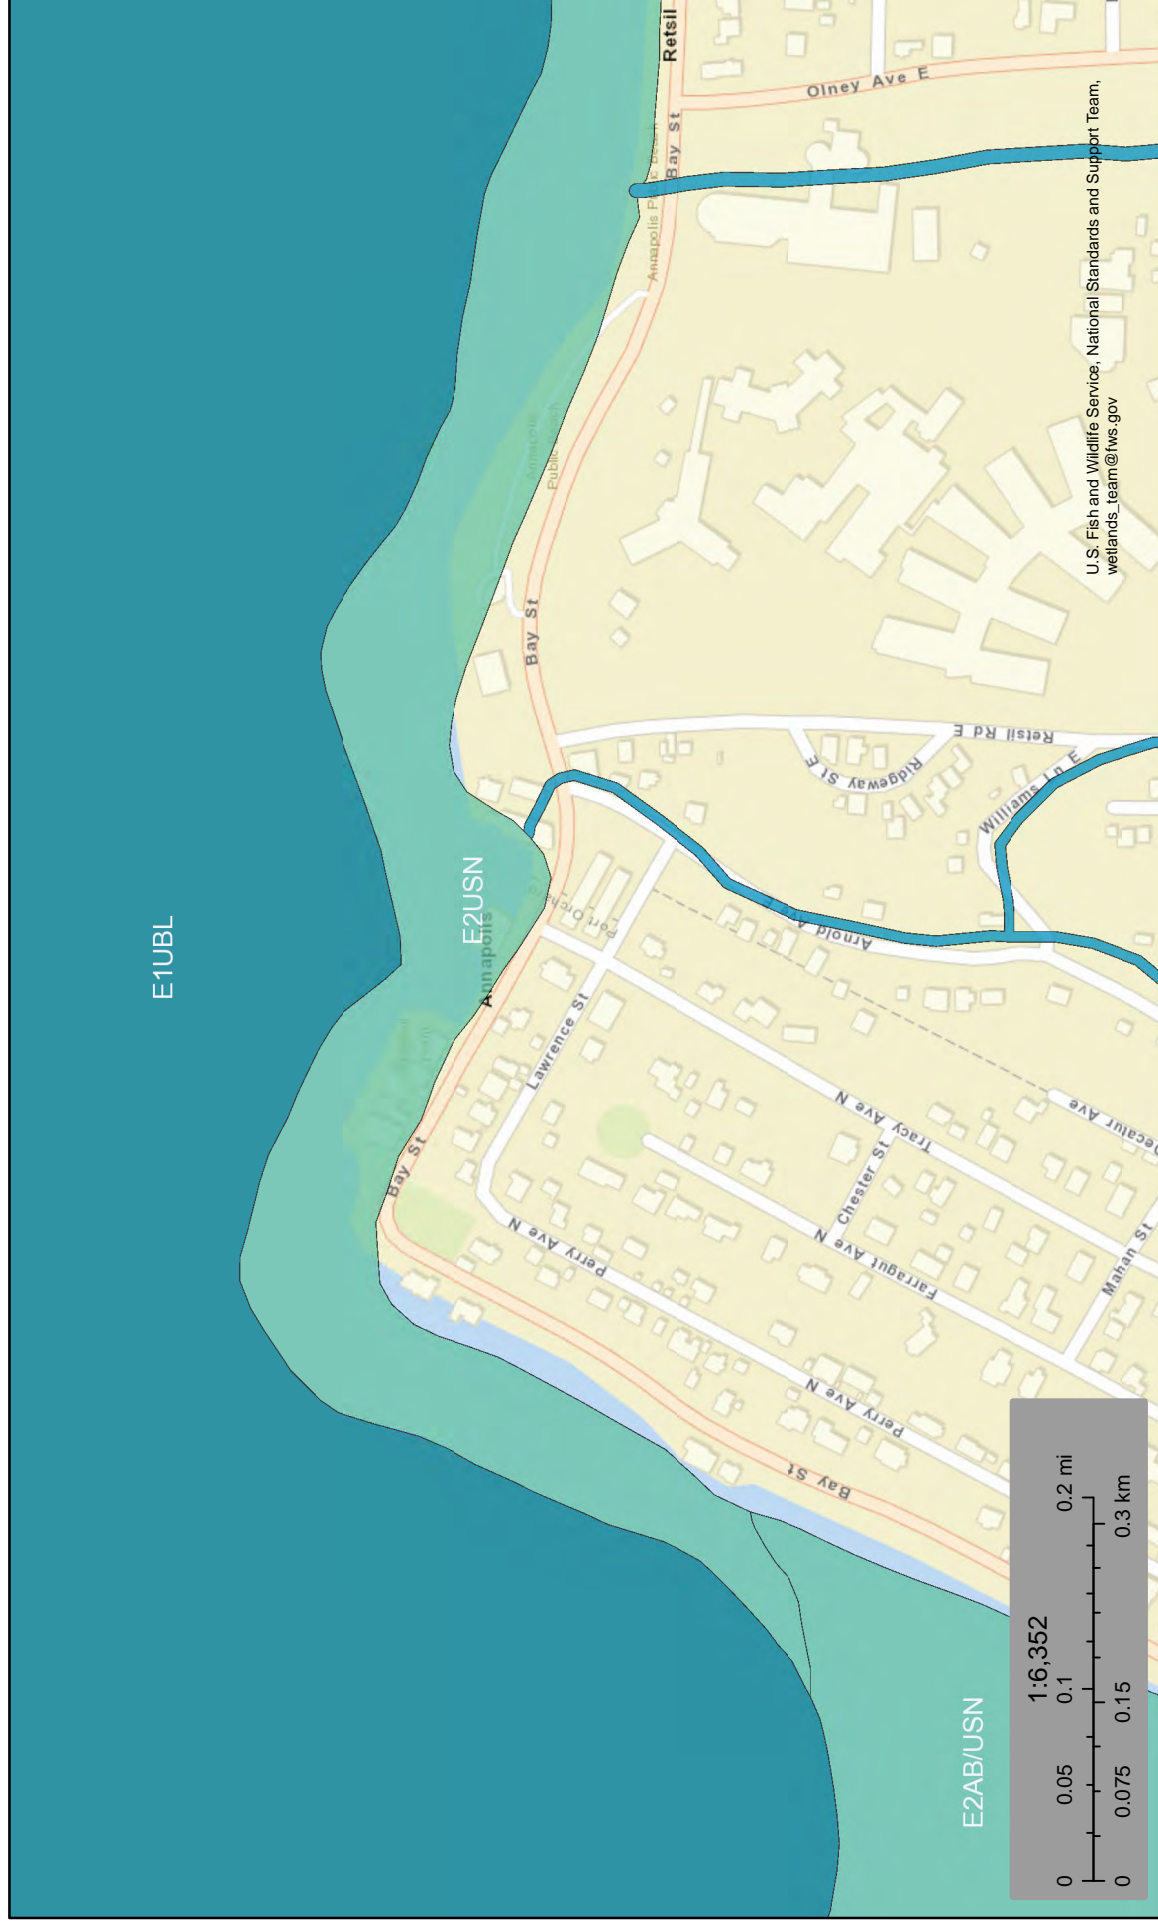 E1UBL
E2USN
Annapolis
E2AB/USN
Retsil
Olney Ave E
Bay St
Annapolis Public Beach
Annapolis
Public Beach
Bay St
Retsil Rd E
Ridgeway St E
Williams Ln E
Port Orchard
Arnold Ave E
Lawrence St
Bay St
Tracy Ave N
Decatur Ave
Chester St
Perry Ave N
Farragut Ave N
Mahan St
Perry Ave N
Bay St
1:6,352
0 0.05 0.1 0.2 mi
0 0.075 0.15 0.3 km
U.S. Fish and Wildlife Service, National Standards and Support Team,
wetlands_team@fws.gov